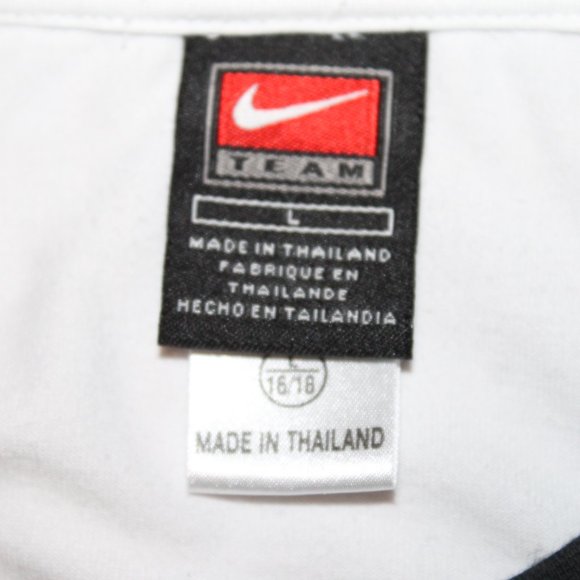 TEAM
L
MADE IN THAILAND
FABRIQUE EN
THAILANDE
HECHO EN TAILANDIA
L
16/18
MADE IN THAILAND